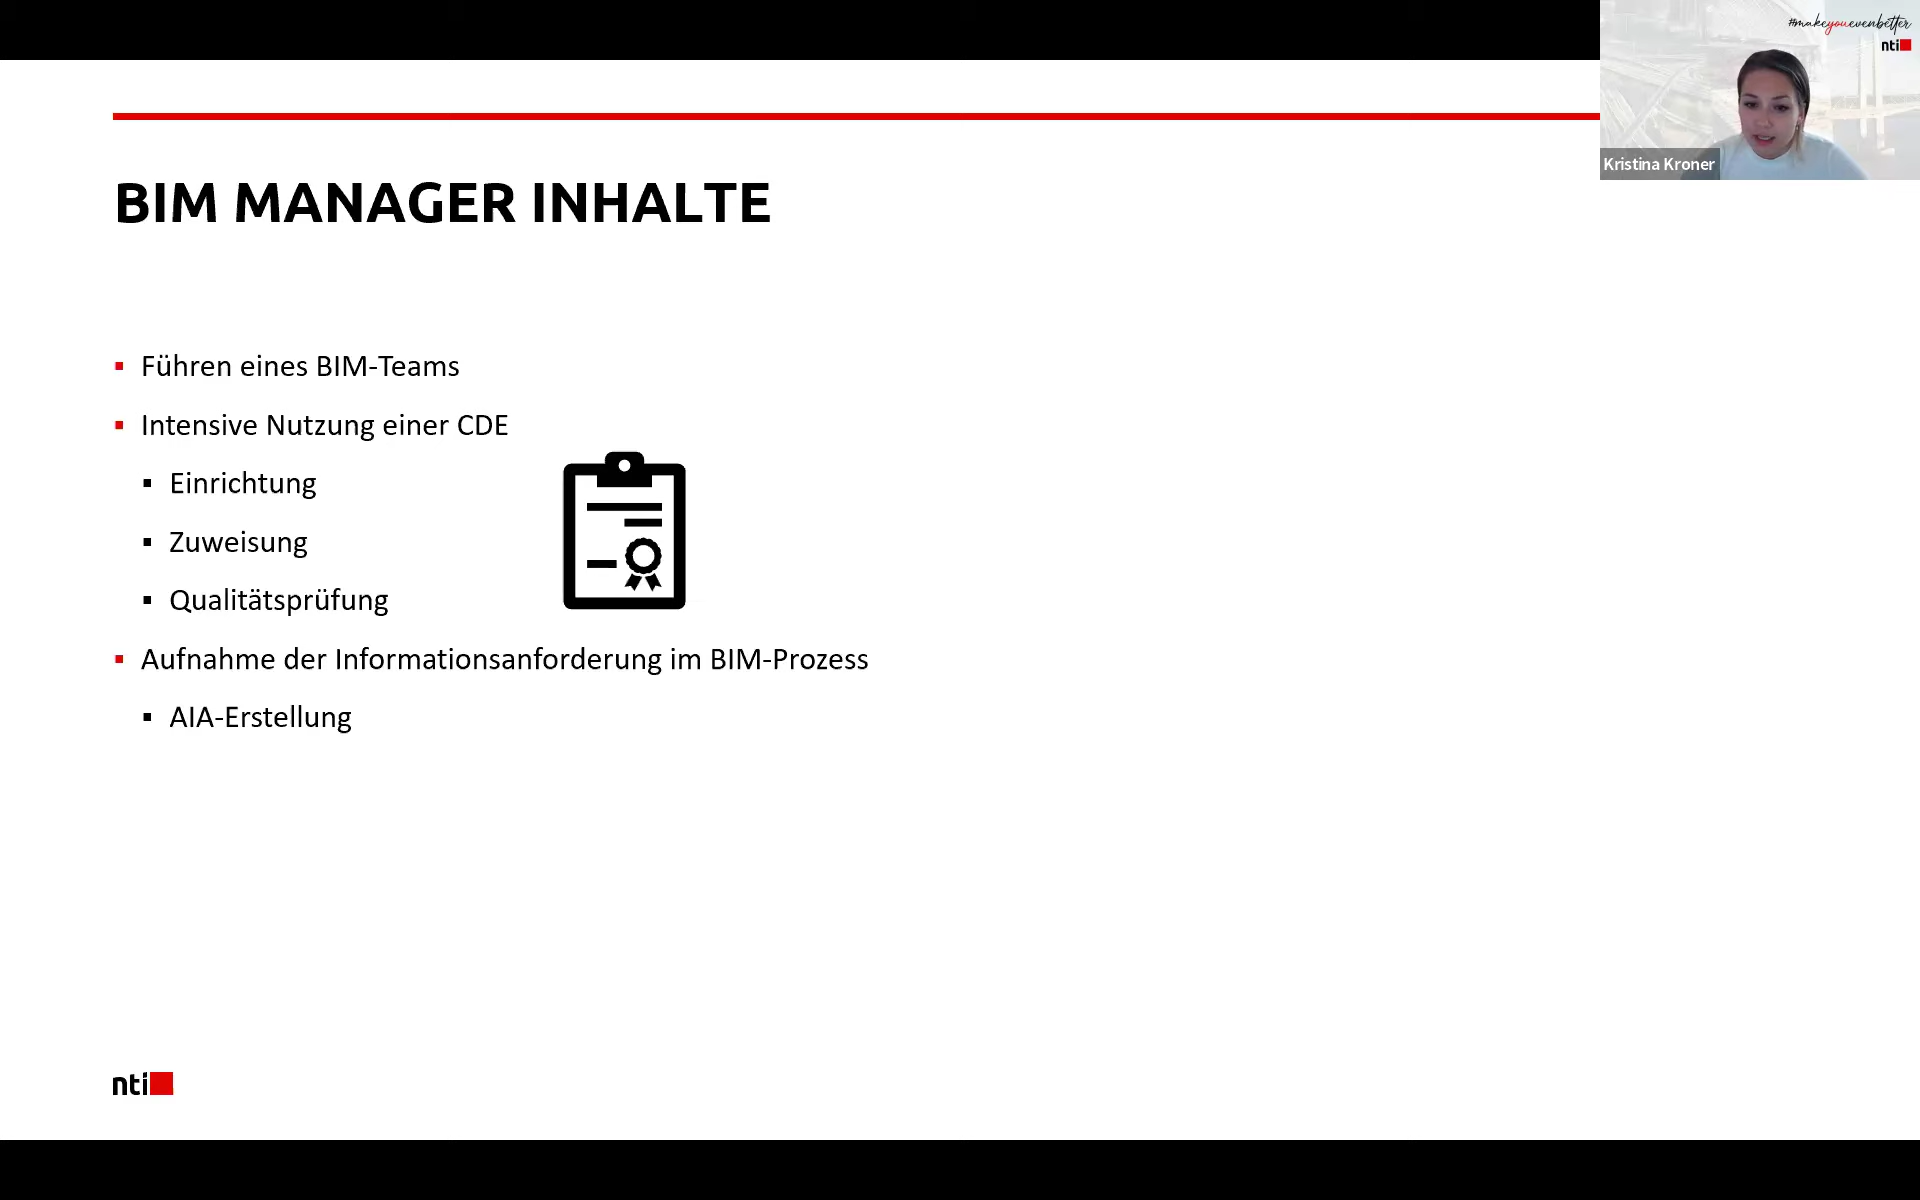 #makeyouevenbetter
nti
Kristina Kroner
BIM MANAGER INHALTE
Führen eines BIM-Teams
Intensive Nutzung einer CDE
Einrichtung
Zuweisung
Qualitätsprüfung
Aufnahme der Informationsanforderung im BIM-Prozess
AIA-Erstellung
nti